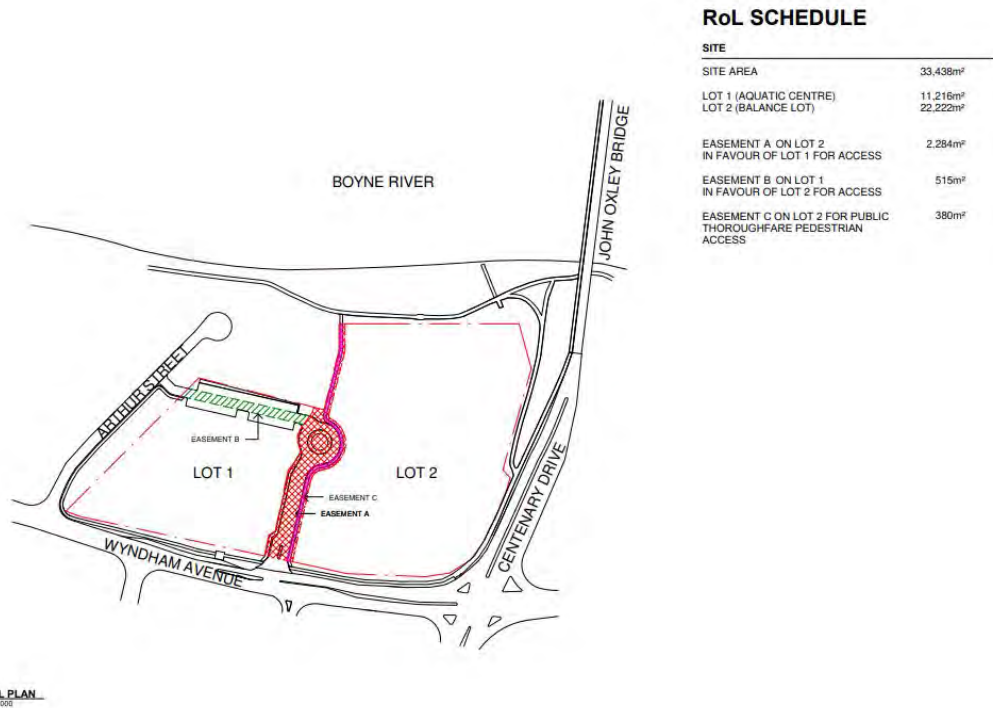 RoL SCHEDULE
SITE
SITE AREA 33,438m²
LOT 1 (AQUATIC CENTRE) 11,216m²
LOT 2 (BALANCE LOT) 22,222m²
EASEMENT A ON LOT 2 2,284m²
IN FAVOUR OF LOT 1 FOR ACCESS
EASEMENT B ON LOT 1 515m²
IN FAVOUR OF LOT 2 FOR ACCESS
EASEMENT C ON LOT 2 FOR PUBLIC 380m²
THOROUGHFARE PEDESTRIAN
ACCESS
BOYNE RIVER
JOHN OXLEY BRIDGE
ARTHUR STREET
EASEMENT B
LOT 1
LOT 2
EASEMENT C
EASEMENT A
CENTENARY DRIVE
WYNDHAM AVENUE
L PLAN
000